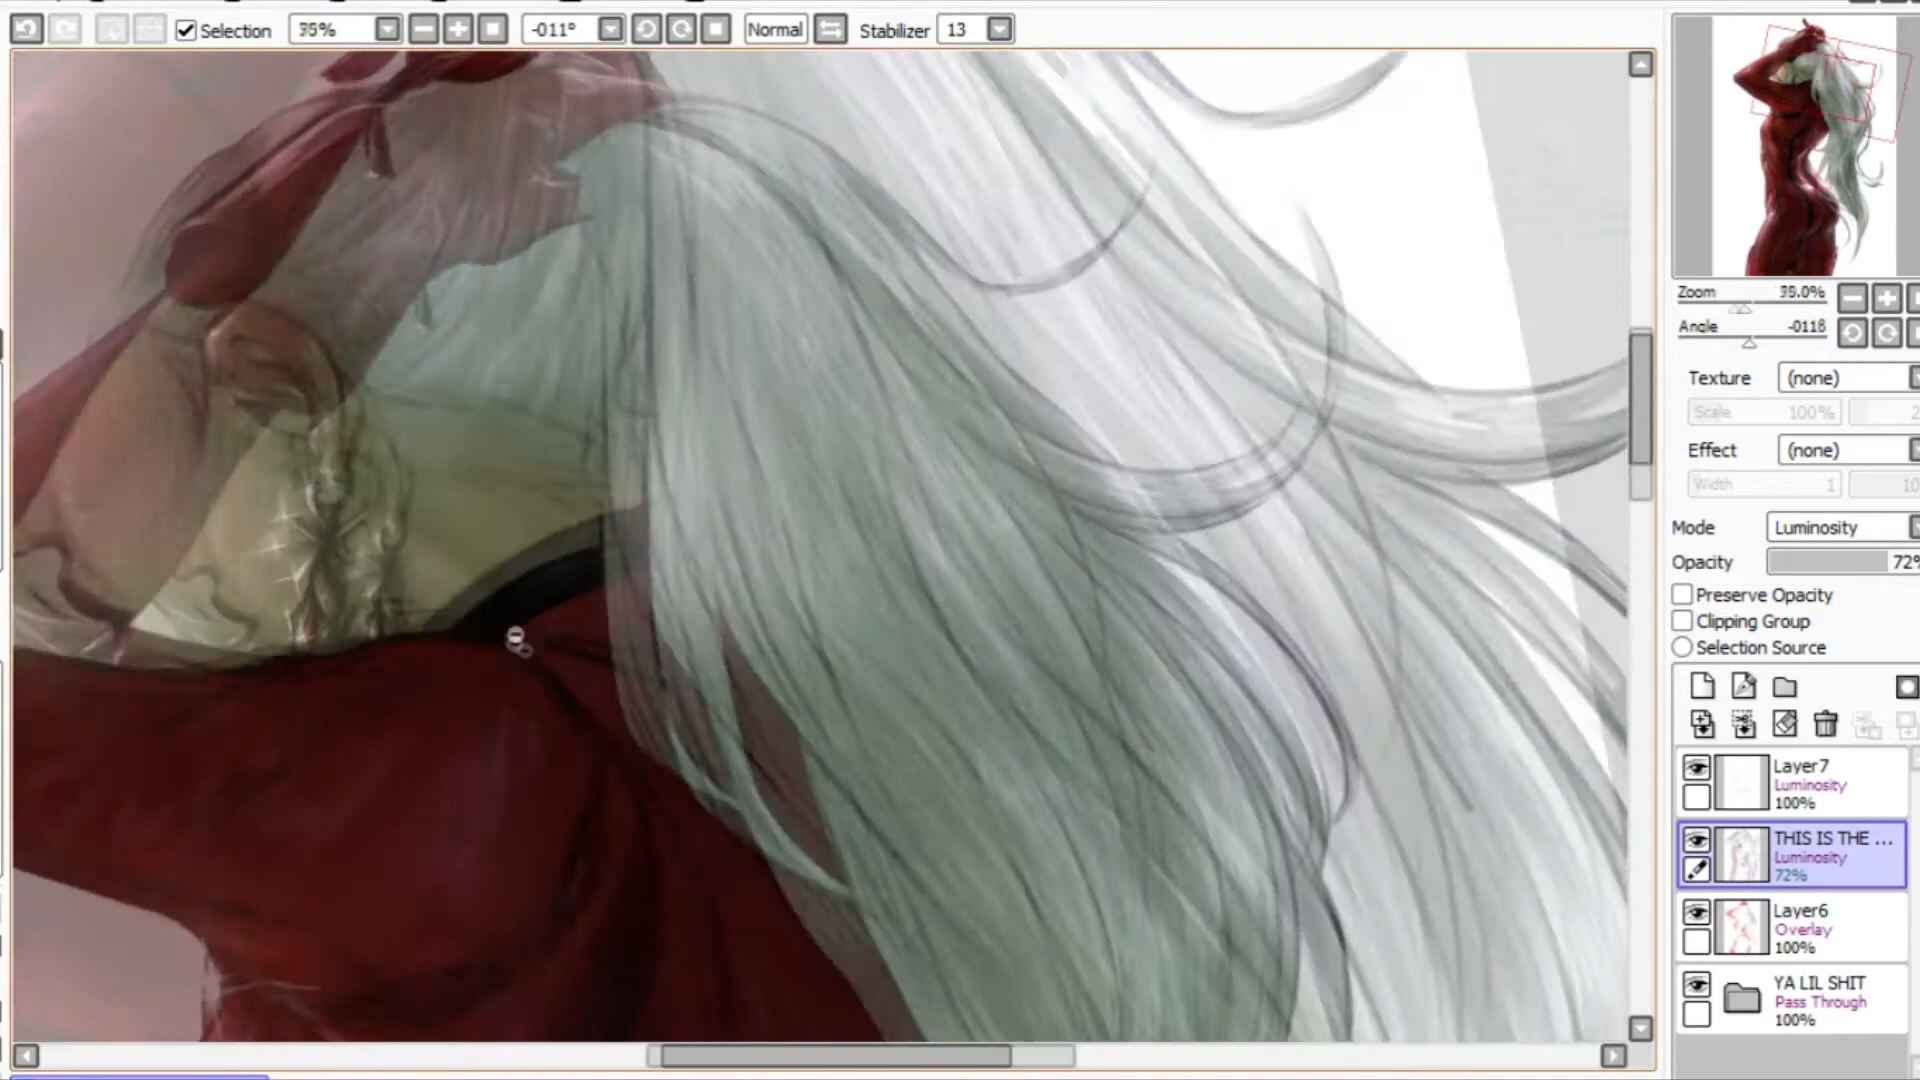 Selection 35% -011° Normal Stabilizer 13
Zoom 35.0%
Angle -0118
Texture (none)
Scale 100%
Effect (none)
Width 1
Mode Luminosity
Opacity 72%
Preserve Opacity
Clipping Group
Selection Source
Layer7
Luminosity
100%
THIS IS THE ...
Luminosity
72%
Layer6
Overlay
100%
YA LIL SHIT
Pass Through
100%